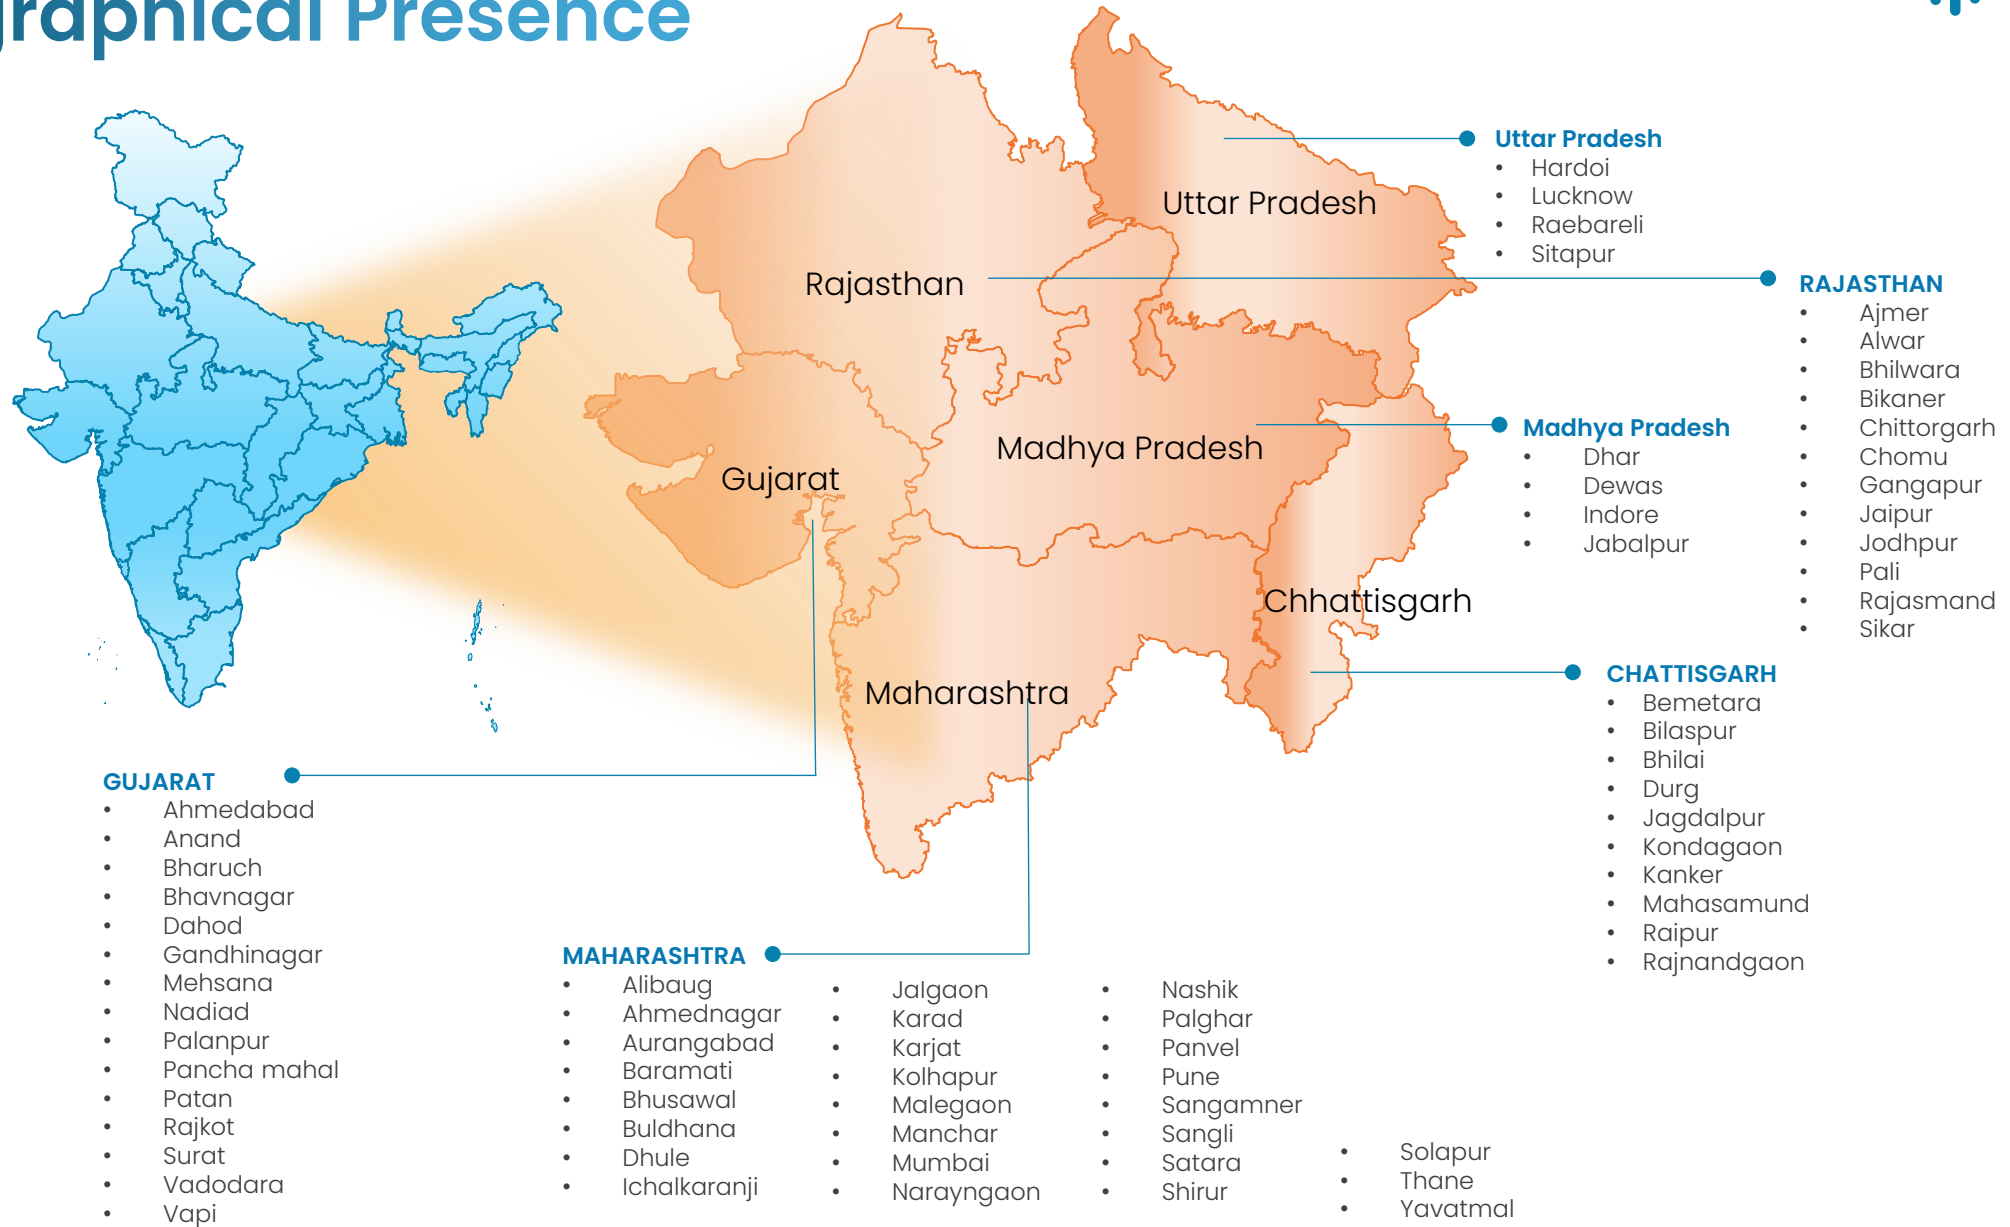 graphical Presence
Uttar Pradesh
Rajasthan
Madhya Pradesh
Gujarat
Chhattisgarh
Maharashtra
Uttar Pradesh
• Hardoi
• Lucknow
• Raebareli
• Sitapur
RAJASTHAN
• Ajmer
• Alwar
• Bhilwara
• Bikaner
• Chittorgarh
• Chomu
• Gangapur
• Jaipur
• Jodhpur
• Pali
• Rajasmand
• Sikar
Madhya Pradesh
• Dhar
• Dewas
• Indore
• Jabalpur
CHATTISGARH
• Bemetara
• Bilaspur
• Bhilai
• Durg
• Jagdalpur
• Kondagaon
• Kanker
• Mahasamund
• Raipur
• Rajnandgaon
GUJARAT
• Ahmedabad
• Anand
• Bharuch
• Bhavnagar
• Dahod
• Gandhinagar
• Mehsana
• Nadiad
• Palanpur
• Pancha mahal
• Patan
• Rajkot
• Surat
• Vadodara
• Vapi
MAHARASHTRA
• Alibaug
• Ahmednagar
• Aurangabad
• Baramati
• Bhusawal
• Buldhana
• Dhule
• Ichalkaranji
• Jalgaon
• Karad
• Karjat
• Kolhapur
• Malegaon
• Manchar
• Mumbai
• Narayngaon
• Nashik
• Palghar
• Panvel
• Pune
• Sangamner
• Sangli
• Satara
• Shirur
• Solapur
• Thane
• Yavatmal